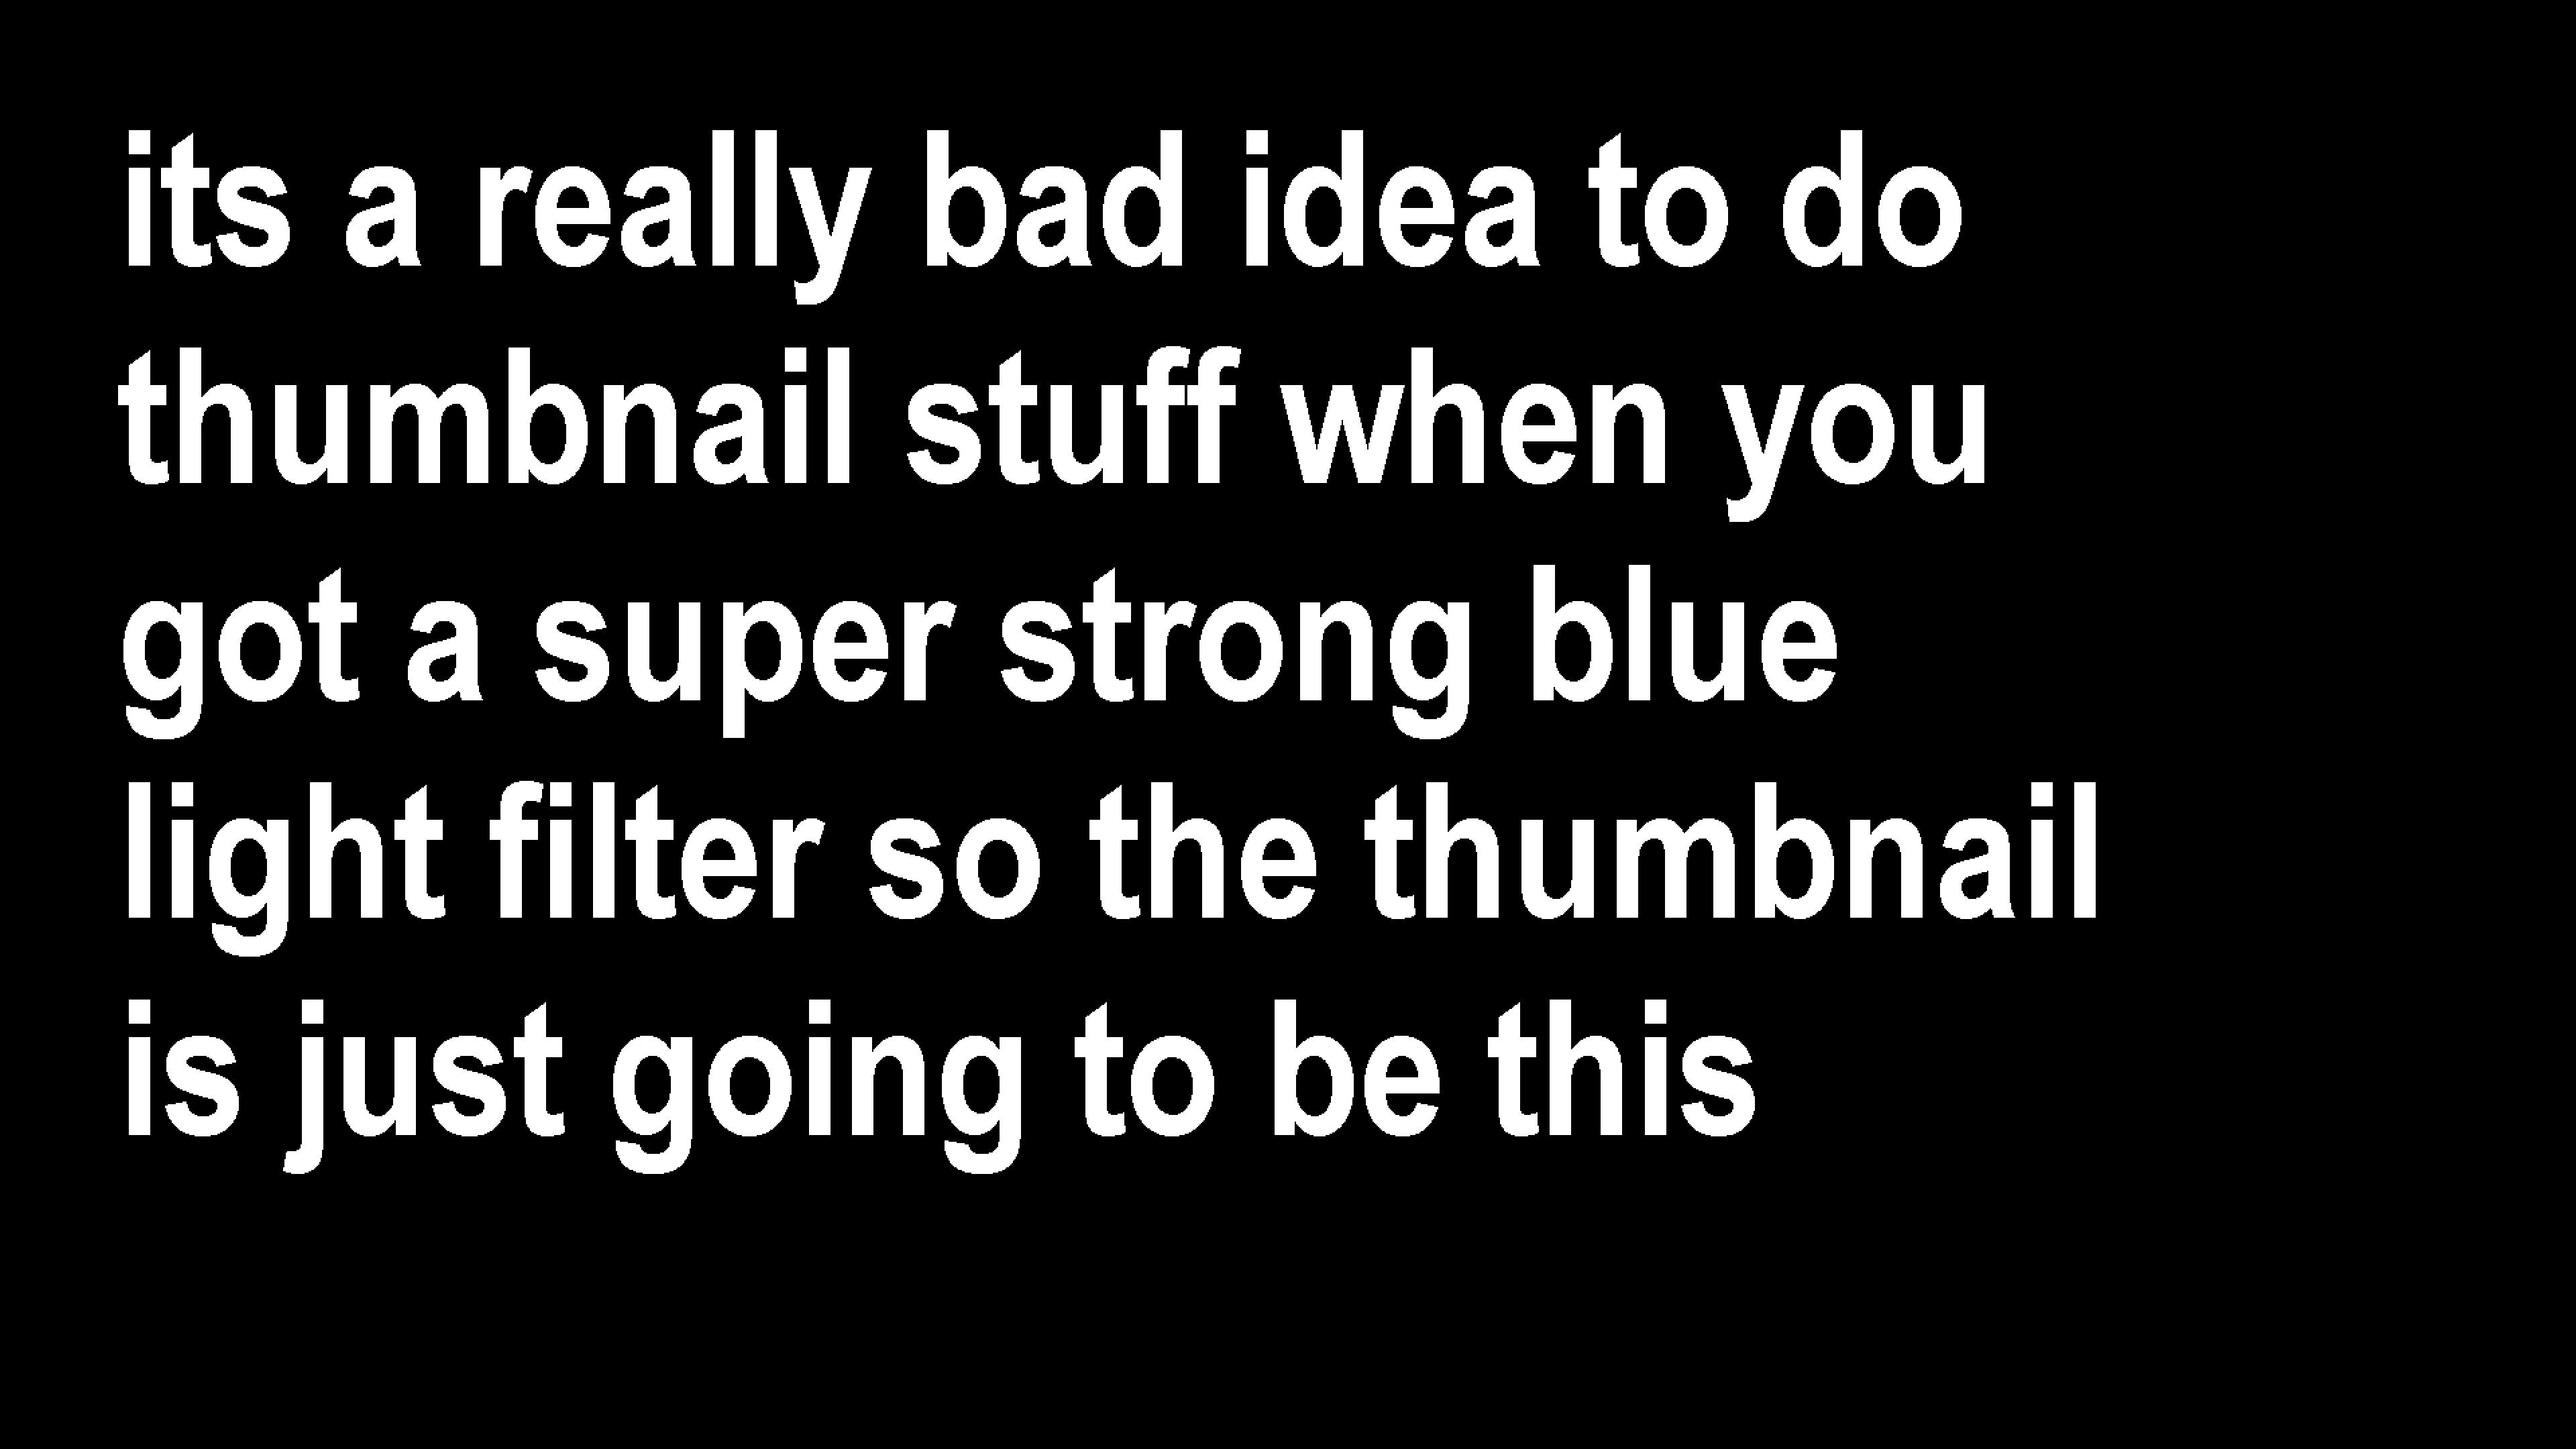 its a really bad idea to do
thumbnail stuff when you
got a super strong blue
light filter so the thumbnail
is just going to be this